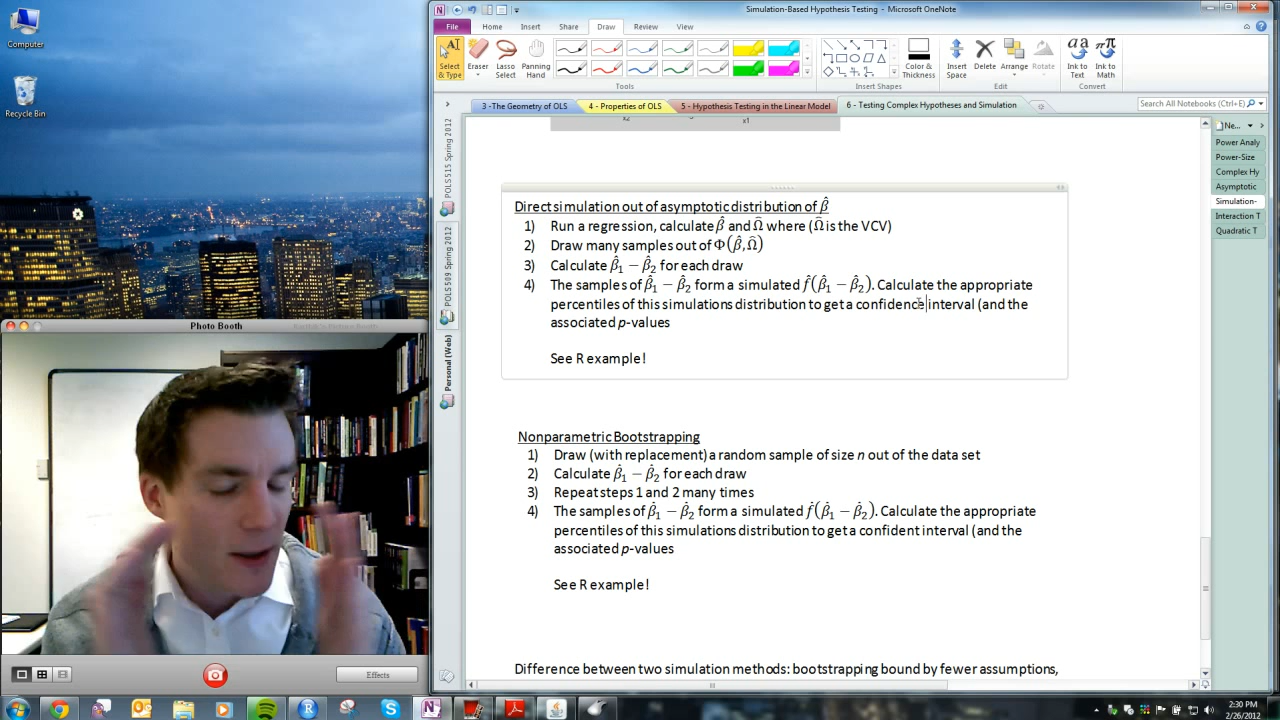 Simulation-Based Hypothesis Testing - Microsoft OneNote
File Home Insert Share Draw Review View
Select & Type
Eraser
Lasso Select
Panning Hand
Color & Thickness
Insert Space
Delete
Arrange
Rotate
Ink to Text
Ink to Math
Tools
Insert Shapes
Edit
Convert
3 -The Geometry of OLS
4 - Properties of OLS
5 - Hypothesis Testing in the Linear Model
6 - Testing Complex Hypotheses and Simulation
Search All Notebooks (Ctrl+E)
Computer
Recycle Bin
x2
x1
POLS 515 Spring 2012
POLS 509 Spring 2012
Personal (Web)
Ne...
Power Analy
Power-Size
Complex Hy
Asymptotic
Simulation-
Interaction T
Quadratic T
Direct simulation out of asymptotic distribution of β̂
1) Run a regression, calculate β̂ and Ω̂ where (Ω̂ is the VCV)
2) Draw many samples out of Φ(β̂, Ω̂)
3) Calculate β̂₁ − β̂₂ for each draw
4) The samples of β̂₁ − β̂₂ form a simulated f̂(β̂₁ − β̂₂). Calculate the appropriate
percentiles of this simulations distribution to get a confidence interval (and the
associated p-values
See R example!
Nonparametric Bootstrapping
1) Draw (with replacement) a random sample of size n out of the data set
2) Calculate β̂₁ − β̂₂ for each draw
3) Repeat steps 1 and 2 many times
4) The samples of β̂₁ − β̂₂ form a simulated f̂(β̂₁ − β̂₂). Calculate the appropriate
percentiles of this simulations distribution to get a confident interval (and the
associated p-values
See R example!
Difference between two simulation methods: bootstrapping bound by fewer assumptions,
Photo Booth
Effects
2:30 PM
2/26/2012